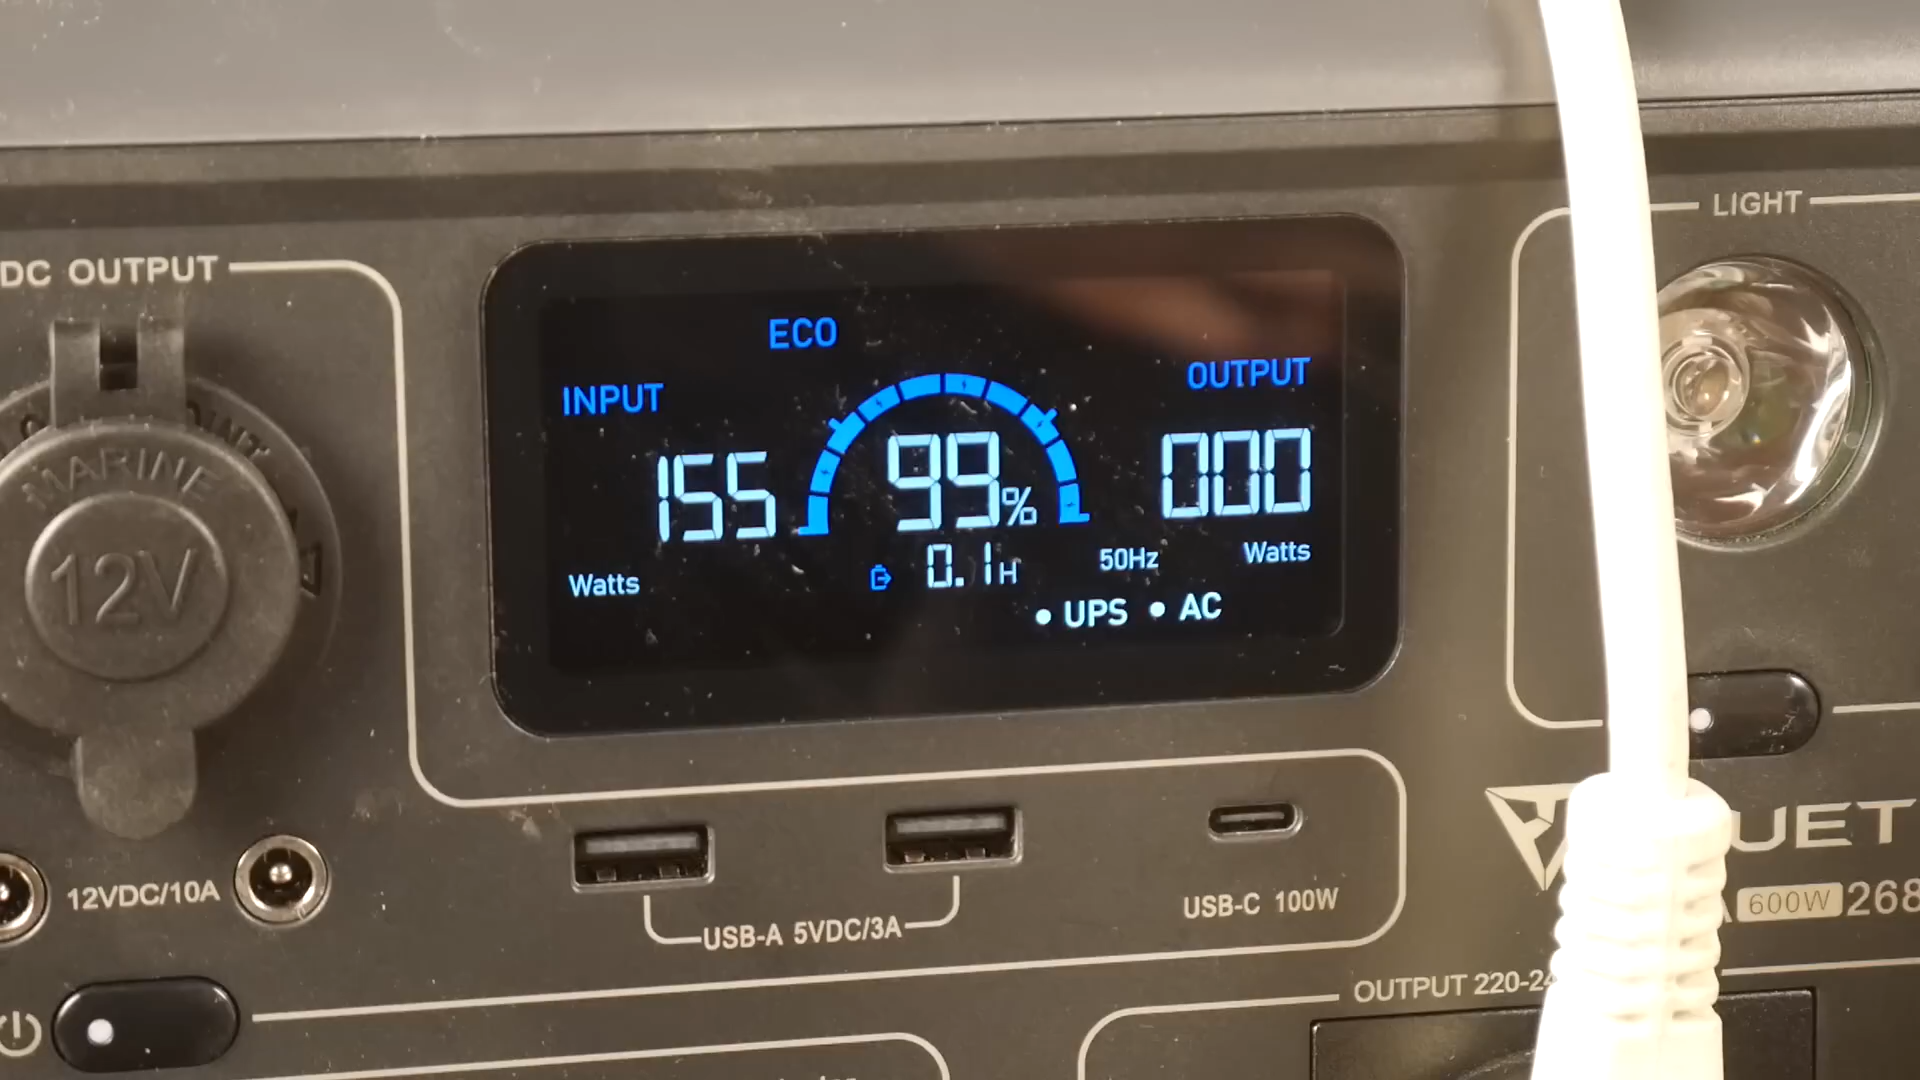 DC OUTPUT
LIGHT
ECO
INPUT
OUTPUT
155
99%
000
Watts
0.1H
50Hz
Watts
• UPS • AC
MARINE
12V
12VDC/10A
USB-A 5VDC/3A
USB-C 100W
UET
600W 268
OUTPUT 220-24